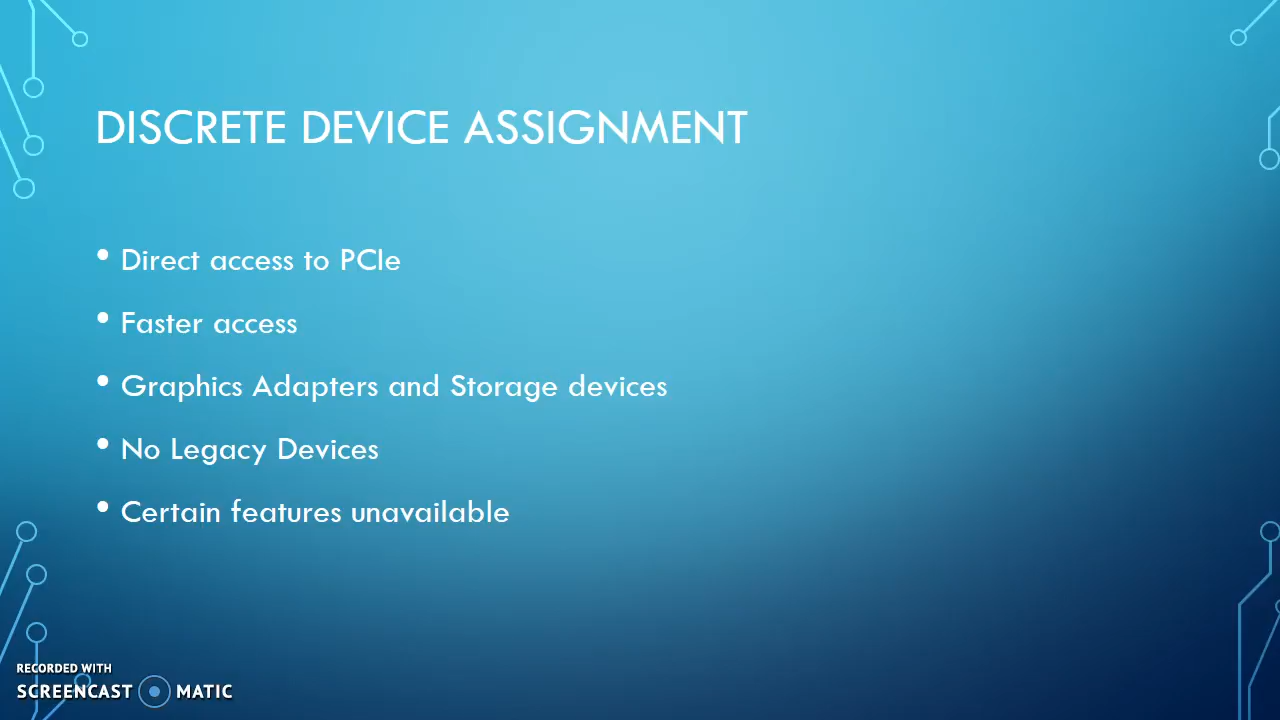 DISCRETE DEVICE ASSIGNMENT
• Direct access to PCIe
• Faster access
• Graphics Adapters and Storage devices
• No Legacy Devices
• Certain features unavailable
RECORDED WITH
SCREENCAST MATIC